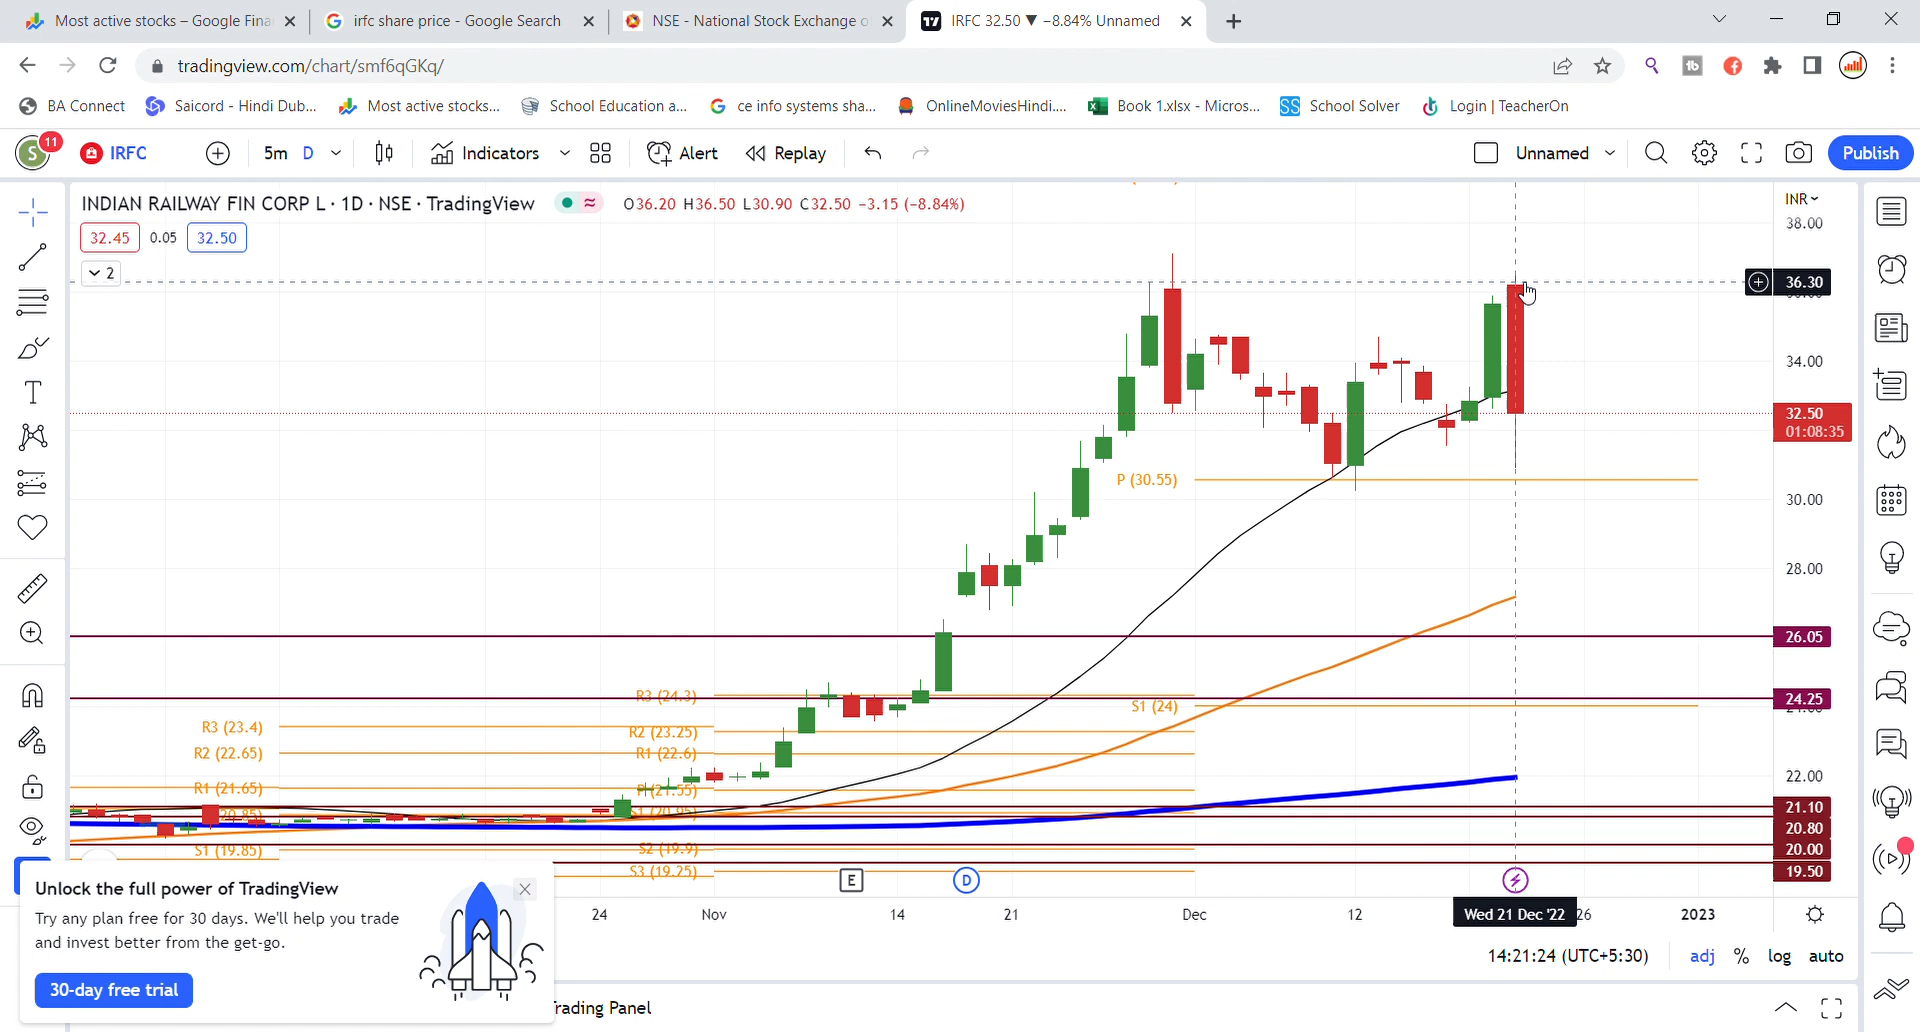 Most active stocks – Google Fina
irfc share price - Google Search
NSE - National Stock Exchange o
IRFC 32.50 ▼ −8.84% Unnamed
tradingview.com/chart/smf6qGKq/
BA Connect
Saicord - Hindi Dub...
Most active stocks...
School Education a...
ce info systems sha...
OnlineMoviesHindi....
Book 1.xlsx - Micros...
School Solver
Login | TeacherOn
S
11
IRFC
5m
D
Indicators
Alert
Replay
Unnamed
Publish
INDIAN RAILWAY FIN CORP L · 1D · NSE · TradingView
O36.20 H36.50 L30.90 C32.50 −3.15 (−8.84%)
INR
38.00
32.45
0.05
32.50
2
36.30
34.00
32.50
01:08:35
P (30.55)
30.00
28.00
26.05
R3 (24.3)
24.25
S1 (24)
R3 (23.4)
R2 (23.25)
R2 (22.65)
R1 (22.6)
22.00
R1 (21.65)
P (21.55)
21.10
S1 (20.95)
20.80
S1 (19.85)
S2 (19.9)
20.00
S3 (19.25)
19.50
E
D
24
Nov
14
21
Dec
12
Wed 21 Dec '22
26
2023
Unlock the full power of TradingView
Try any plan free for 30 days. We'll help you trade
and invest better from the get-go.
30-day free trial
14:21:24 (UTC+5:30)
adj
%
log
auto
Trading Panel